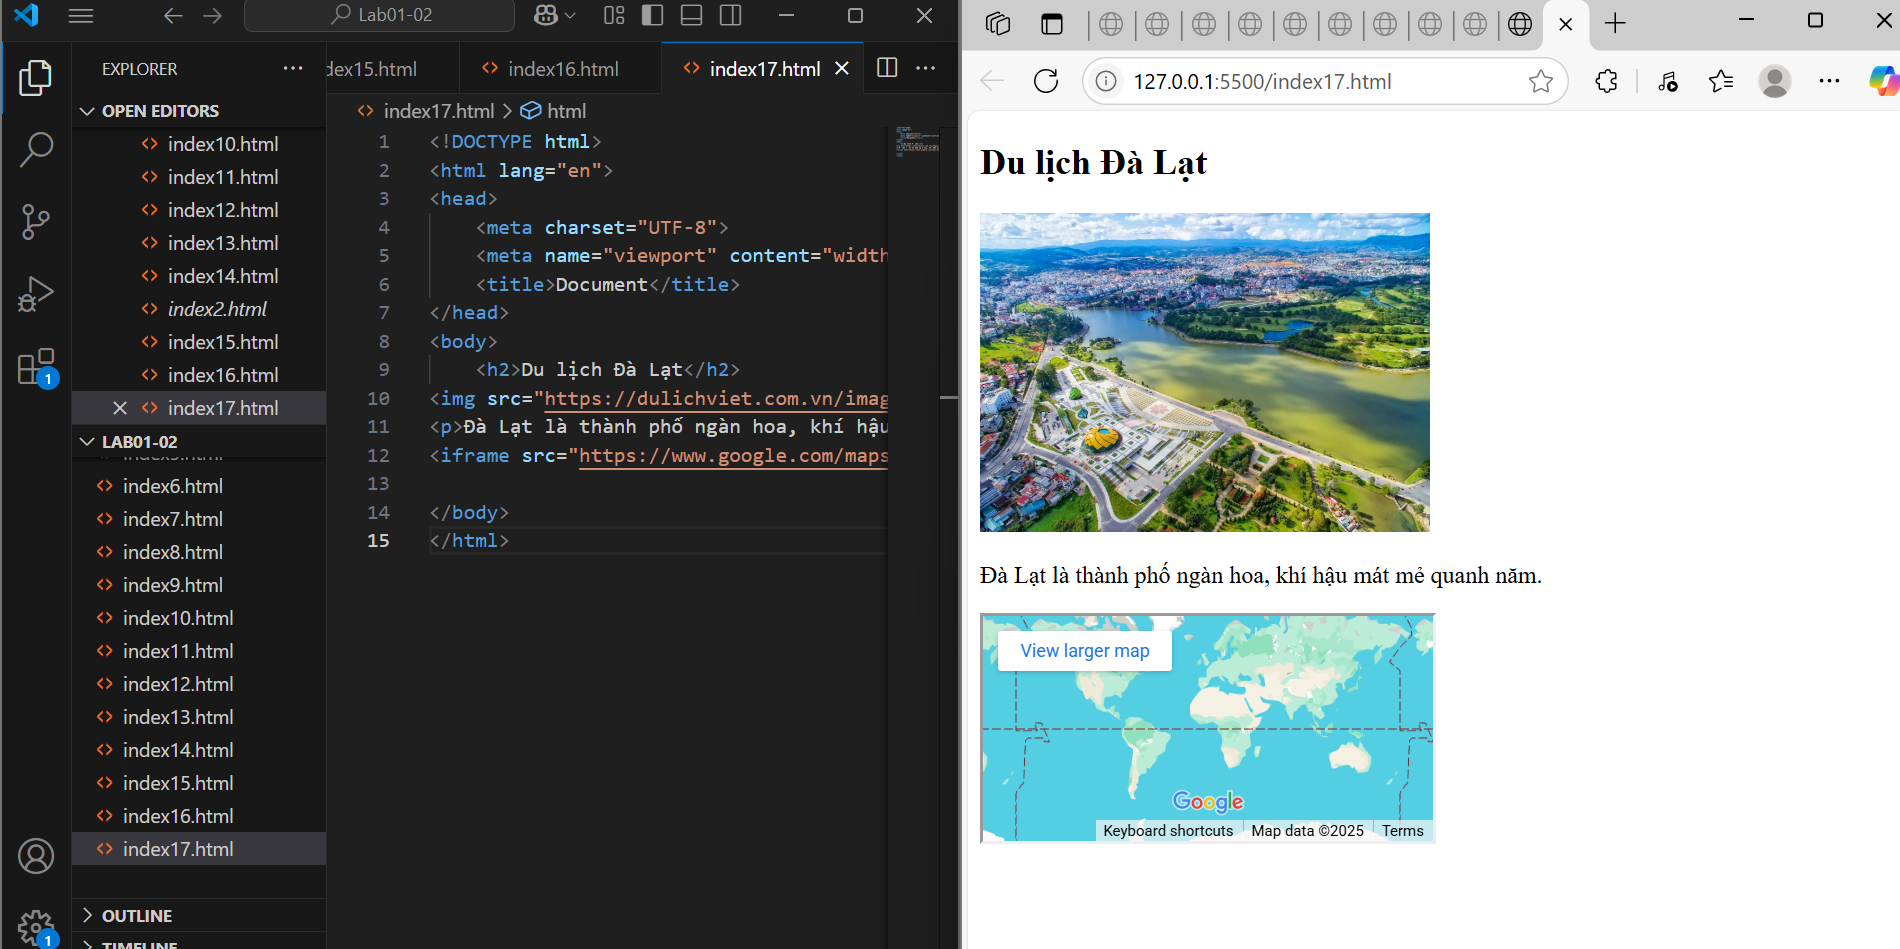 Lab01-02
EXPLORER
OPEN EDITORS
index10.html
index11.html
index12.html
index13.html
index14.html
index2.html
index15.html
index16.html
index17.html
LAB01-02
index6.html
index7.html
index8.html
index9.html
index10.html
index11.html
index12.html
index13.html
index14.html
index15.html
index16.html
index17.html
OUTLINE
TIMELINE
1
1
dex15.html
index16.html
index17.html
index17.html > html
1 <!DOCTYPE html>
2 <html lang="en">
3 <head>
4 <meta charset="UTF-8">
5 <meta name="viewport" content="width
6 <title>Document</title>
7 </head>
8 <body>
9 <h2>Du lịch Đà Lạt</h2>
10 <img src="https://dulichviet.com.vn/imag
11 <p>Đà Lạt là thành phố ngàn hoa, khí hậu
12 <iframe src="https://www.google.com/maps
13
14 </body>
15 </html>
127.0.0.1:5500/index17.html
Du lịch Đà Lạt
Đà Lạt là thành phố ngàn hoa, khí hậu mát mẻ quanh năm.
View larger map
Google
Keyboard shortcuts
Map data ©2025
Terms